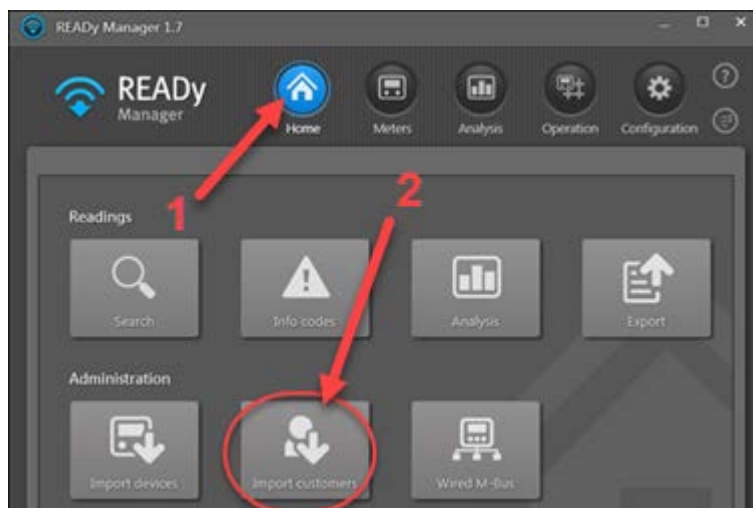 READy Manager 1.7
READy
Manager
Home
Meters
Analysis
Operation
Configuration
?
1
2
Readings
Search
Info codes
Analysis
Export
Administration
Import devices
Import customers
Wired M-Bus